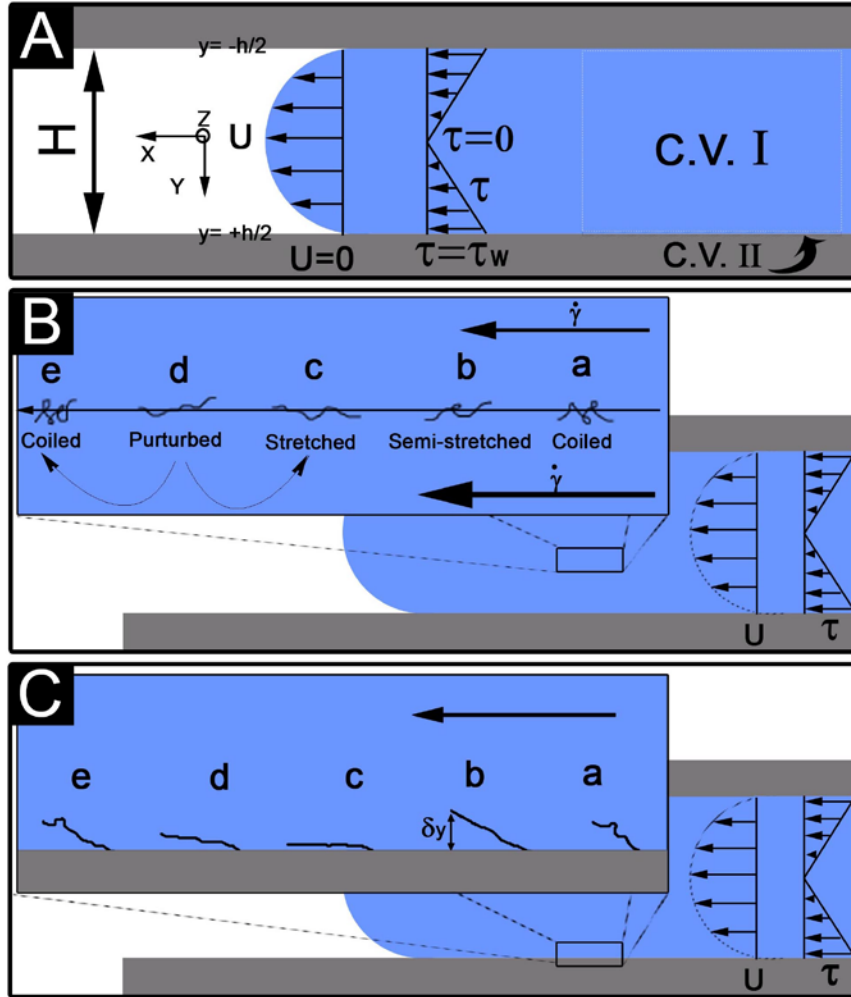 A
y= -h/2
H
Z
X
U
Y
τ=0
τ
C.V. I
y= +h/2
U=0
τ=τw
C.V. II
B
γ̇
e d c b a
Coiled Purturbed Stretched Semi-stretched Coiled
γ̇
U τ
C
e d c b a
δy
U τ